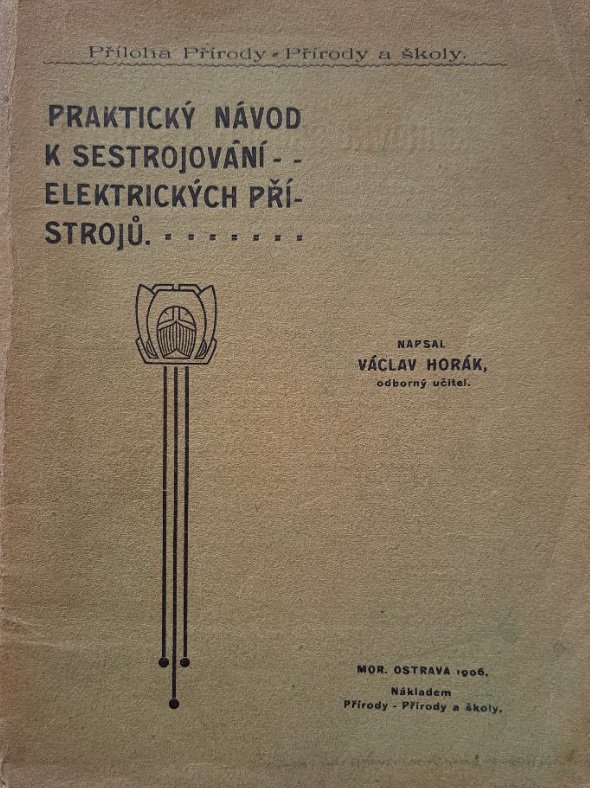 Příloha Přírody - Přírody a školy.
PRAKTICKÝ NÁVOD
K SESTROJOVÁNÍ - -
ELEKTRICKÝCH PŘÍ-
STROJŮ.
NAPSAL
VÁCLAV HORÁK,
odborný učitel.
MOR. OSTRAVA 1906.
Nákladem
Přírody - Přírody a školy.